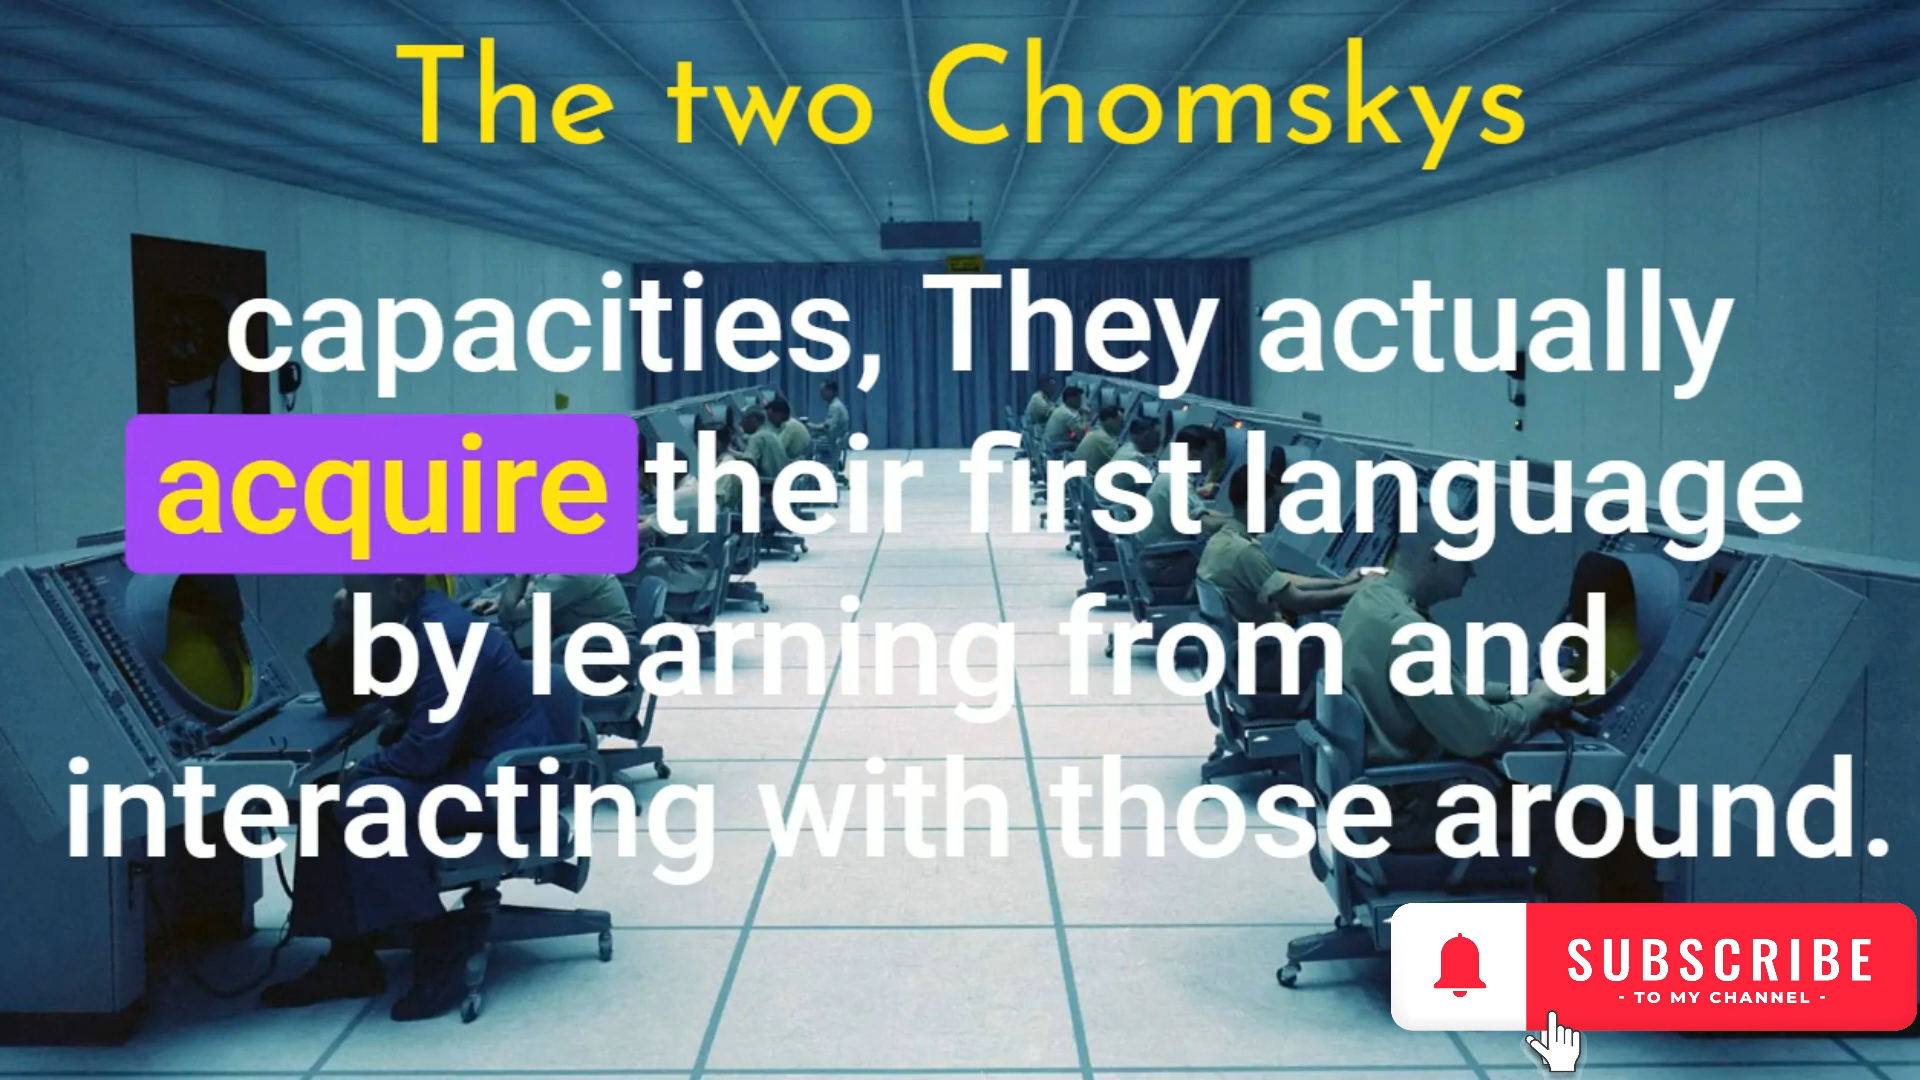 The two Chomskys
capacities, They actually
acquire their first language
by learning from and
interacting with those around.
SUBSCRIBE
- TO MY CHANNEL -